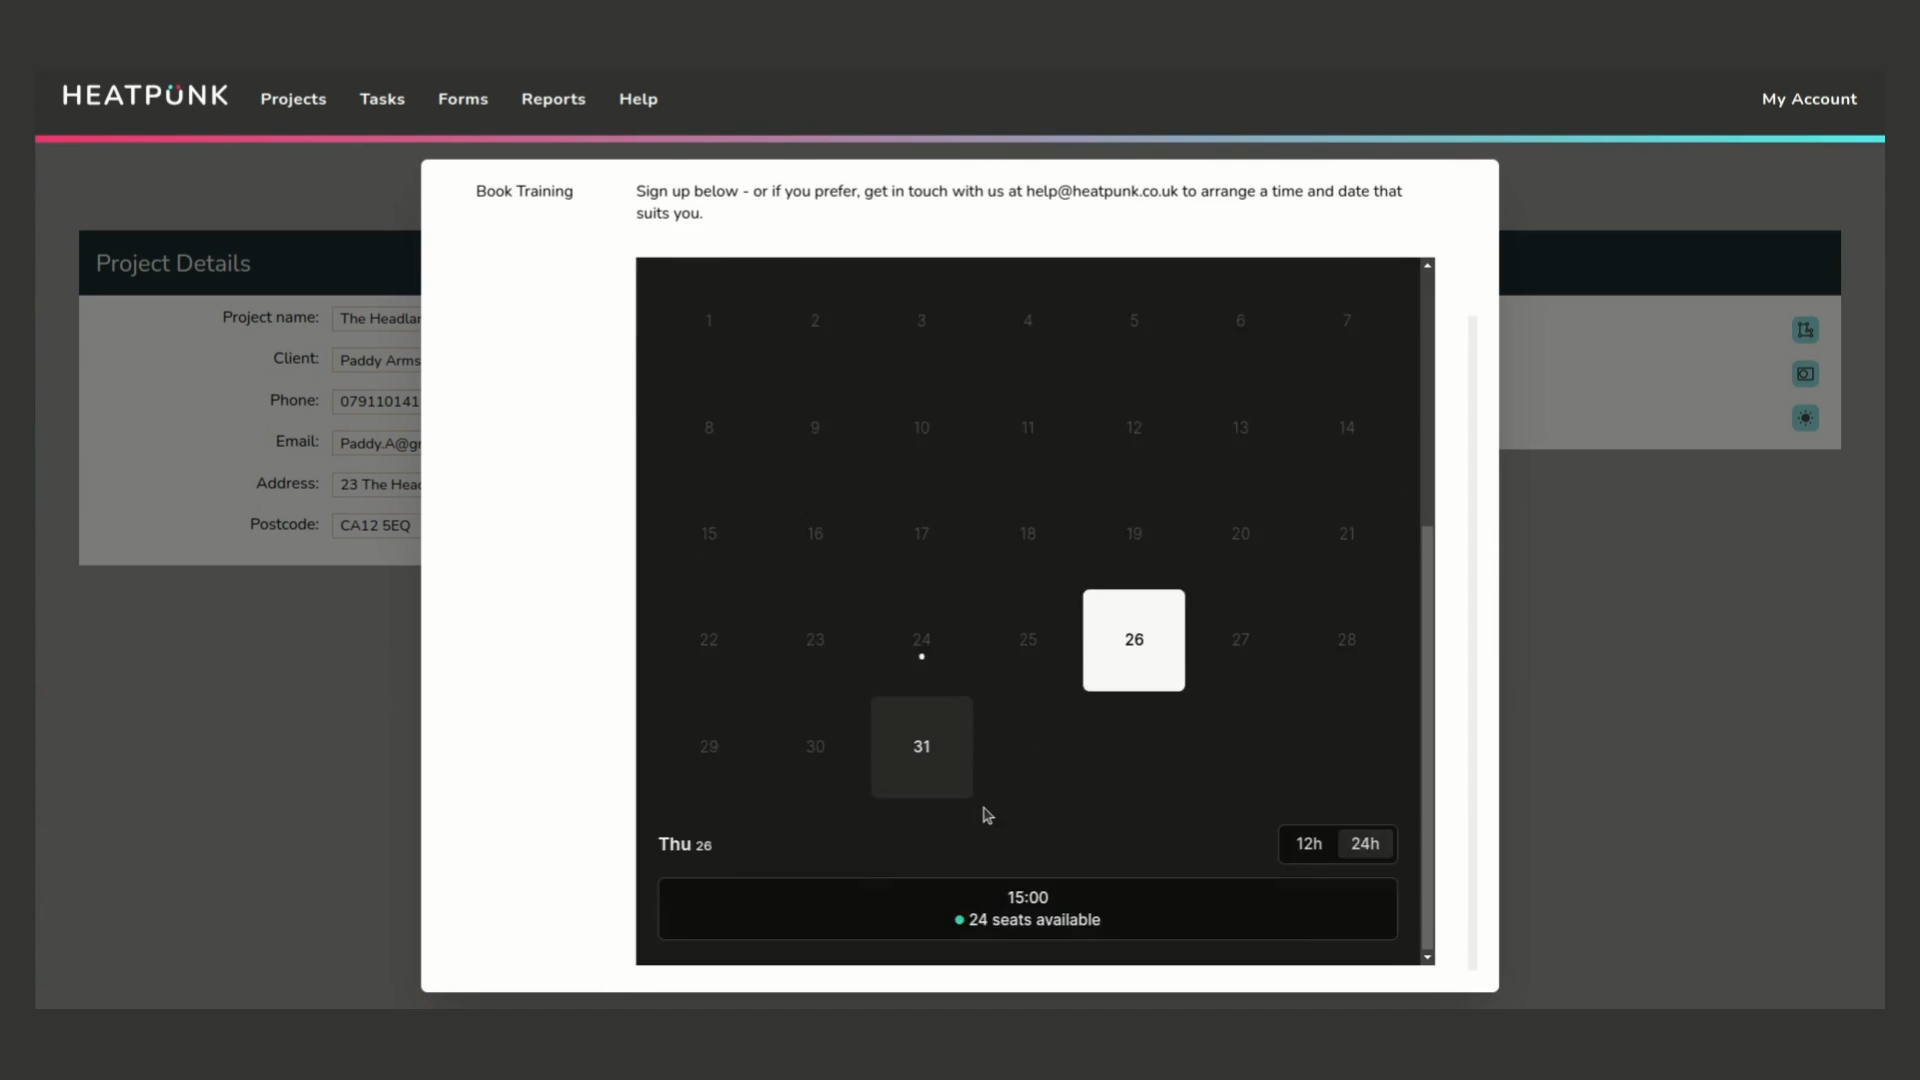 HEATPUNK Projects Tasks Forms Reports Help My Account
Book Training
Sign up below - or if you prefer, get in touch with us at help@heatpunk.co.uk to arrange a time and date that
suits you.
Project Details
Project name: The Headlan
Client: Paddy Arms
Phone: 079110141
Email: Paddy.A@gr
Address: 23 The Head
Postcode: CA12 5EQ
1 2 3 4 5 6 7
8 9 10 11 12 13 14
15 16 17 18 19 20 21
22 23 24 25 26 27 28
29 30 31
Thu 26 12h 24h
15:00
24 seats available